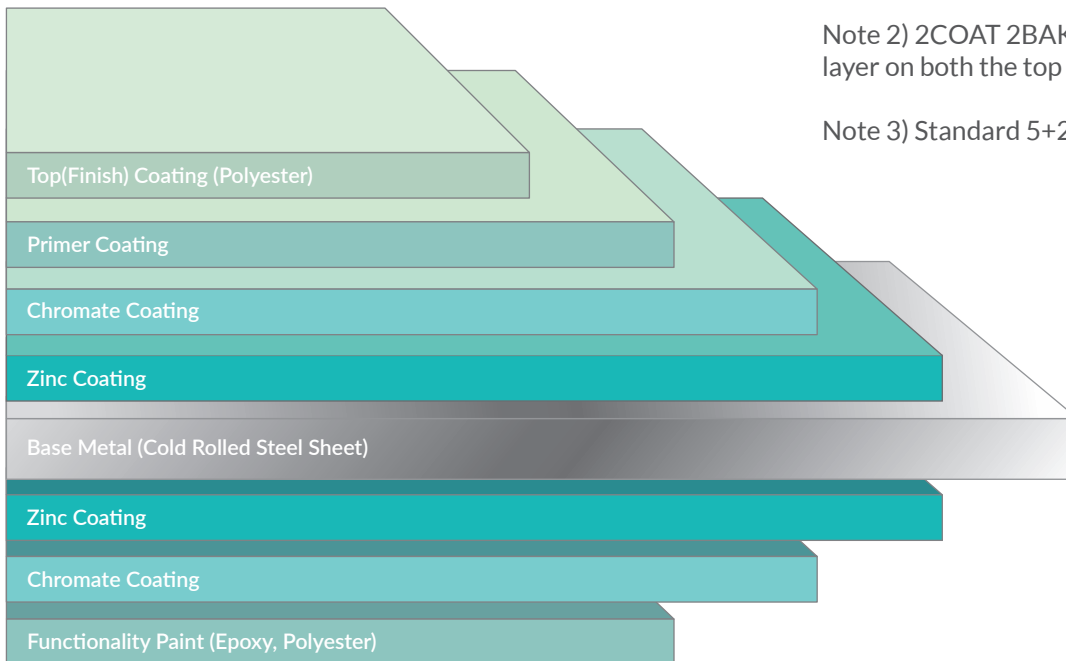 Note 2) 2COAT 2BAK
layer on both the top
Note 3) Standard 5+2
Top(Finish) Coating (Polyester)
Primer Coating
Chromate Coating
Zinc Coating
Base Metal (Cold Rolled Steel Sheet)
Zinc Coating
Chromate Coating
Functionality Paint (Epoxy, Polyester)